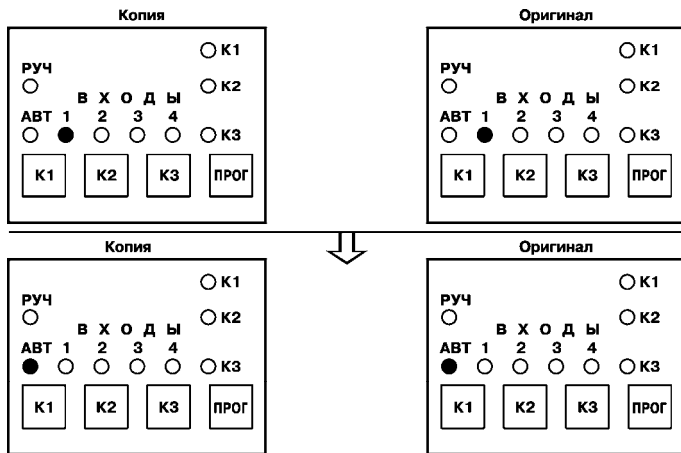 Копия Оригинал
К1 К1
РУЧ РУЧ
К2 К2
В Х О Д Ы В Х О Д Ы
АВТ 1 2 3 4 АВТ 1 2 3 4
К3 К3
К1 К2 К3 ПРОГ К1 К2 К3 ПРОГ
Копия Оригинал
К1 К1
РУЧ РУЧ
К2 К2
В Х О Д Ы В Х О Д Ы
АВТ 1 2 3 4 АВТ 1 2 3 4
К3 К3
К1 К2 К3 ПРОГ К1 К2 К3 ПРОГ